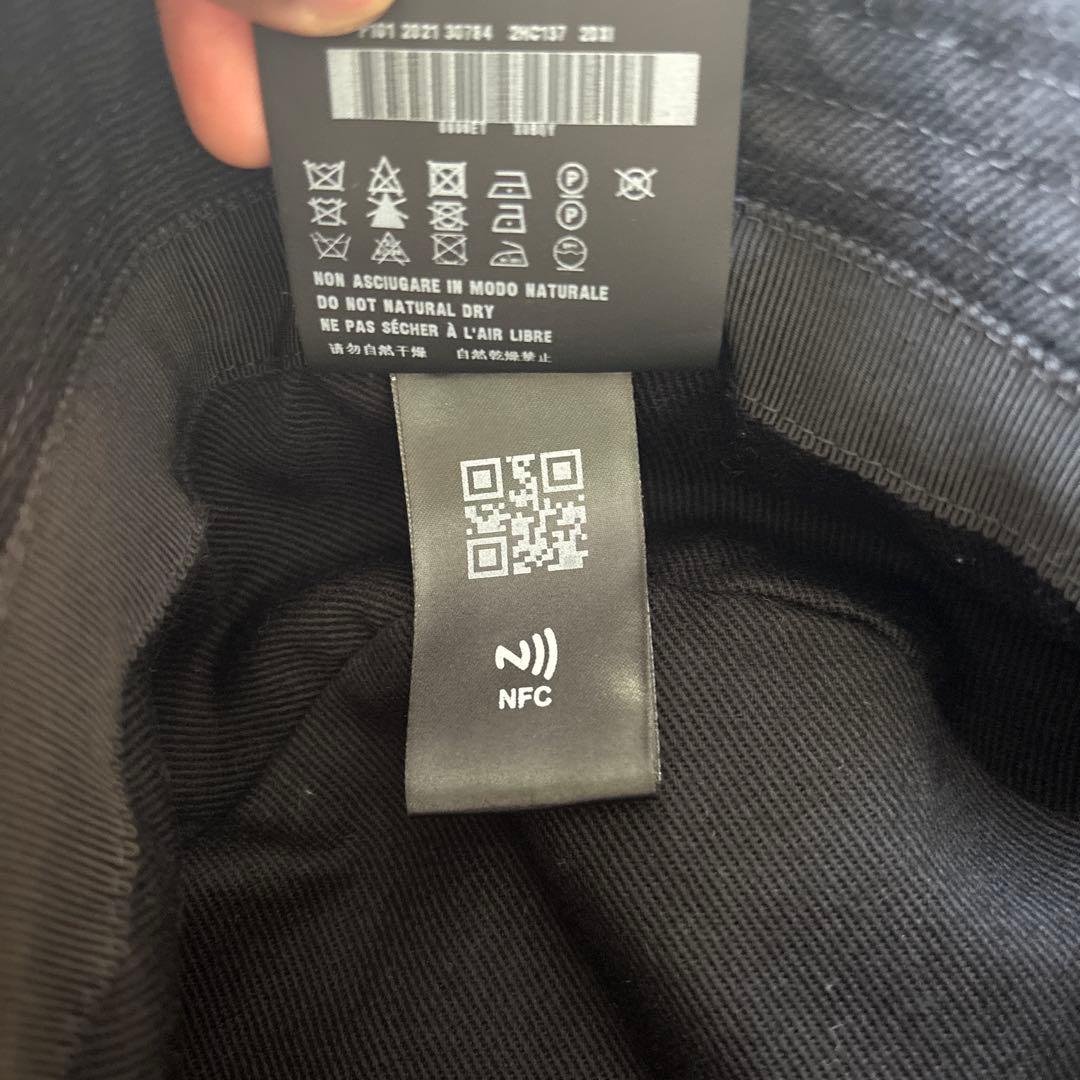 P101 2021 30784 2HC137 2DXI
NON ASCIUGARE IN MODO NATURALE
DO NOT NATURAL DRY
NE PAS SÉCHER À L'AIR LIBRE
请勿自然干燥 自然乾燥禁止
NFC